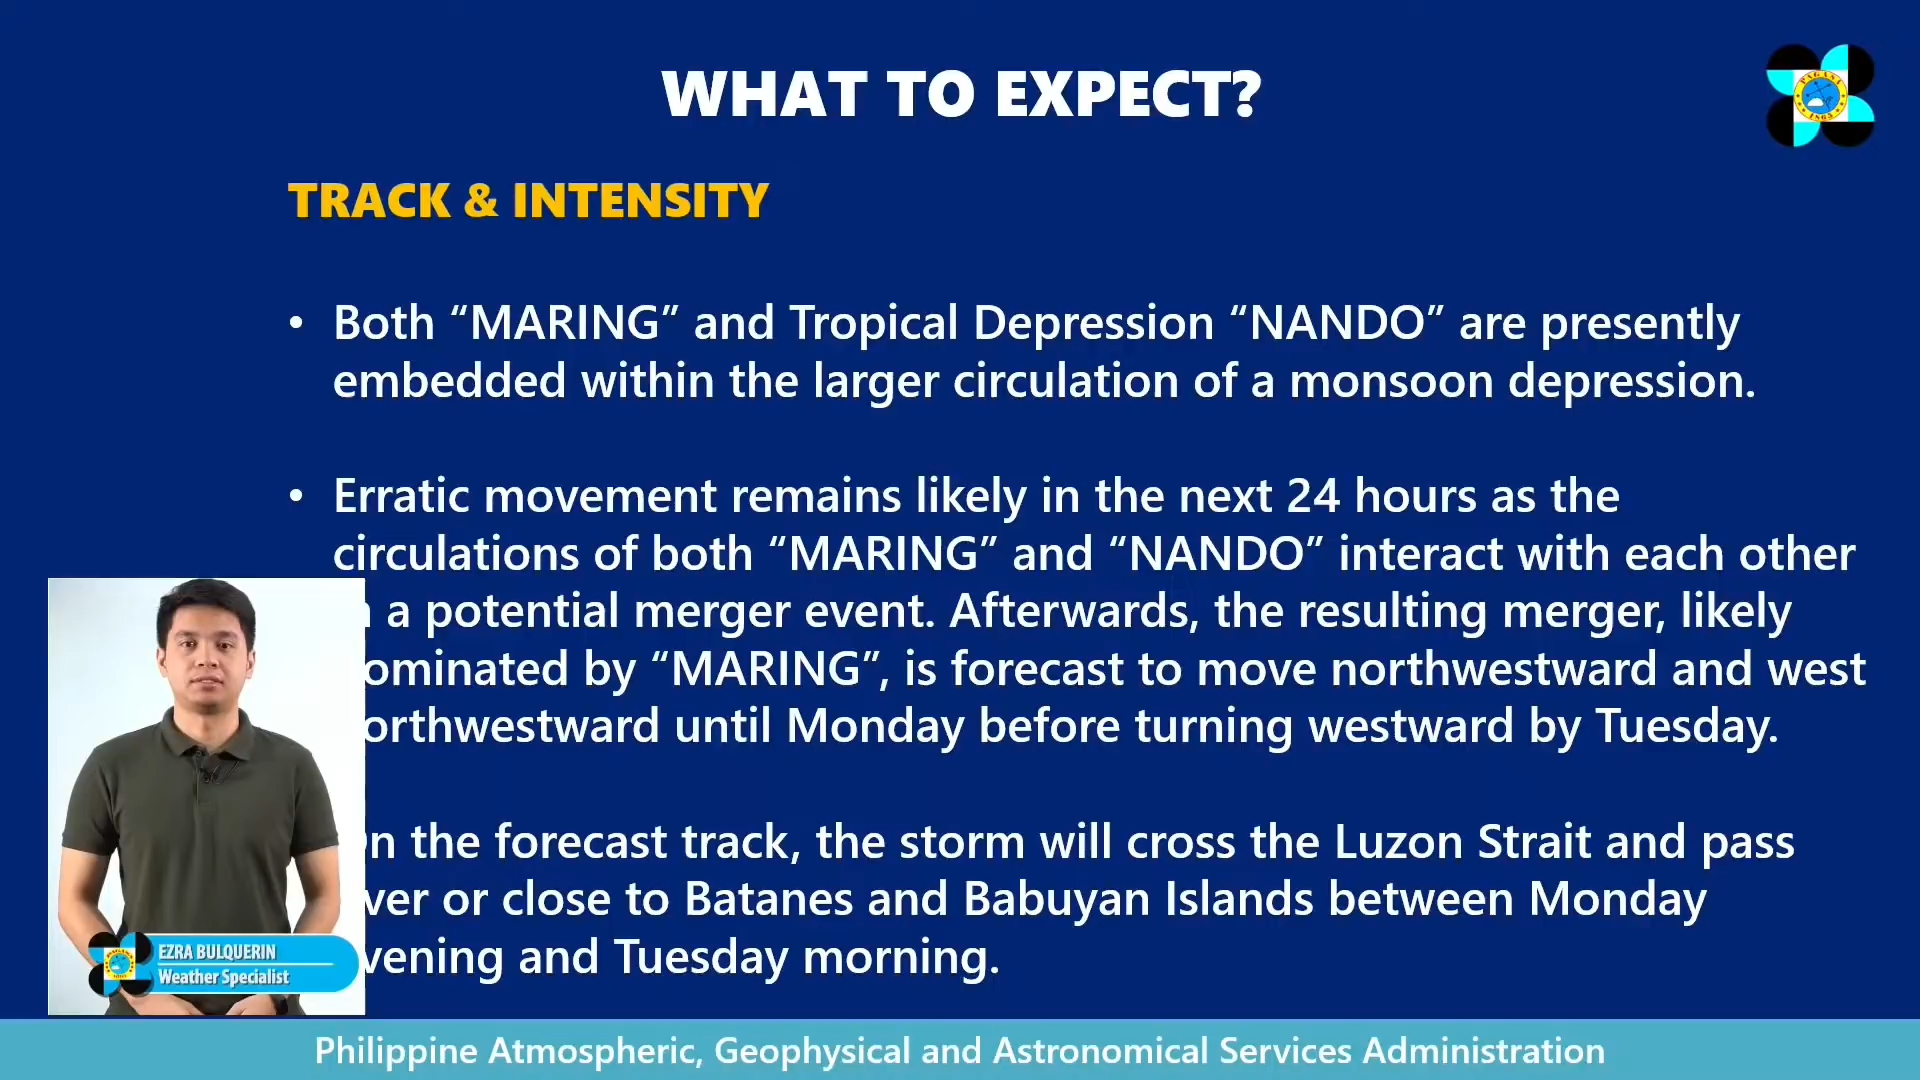 WHAT TO EXPECT?
TRACK & INTENSITY
• Both “MARING” and Tropical Depression “NANDO” are presently
embedded within the larger circulation of a monsoon depression.
• Erratic movement remains likely in the next 24 hours as the
circulations of both “MARING” and “NANDO” interact with each other
a potential merger event. Afterwards, the resulting merger, likely
ominated by “MARING”, is forecast to move northwestward and west
orthwestward until Monday before turning westward by Tuesday.
n the forecast track, the storm will cross the Luzon Strait and pass
ver or close to Batanes and Babuyan Islands between Monday
vening and Tuesday morning.
EZRA BULQUERIN
Weather Specialist
Philippine Atmospheric, Geophysical and Astronomical Services Administration
PAGASA
1865